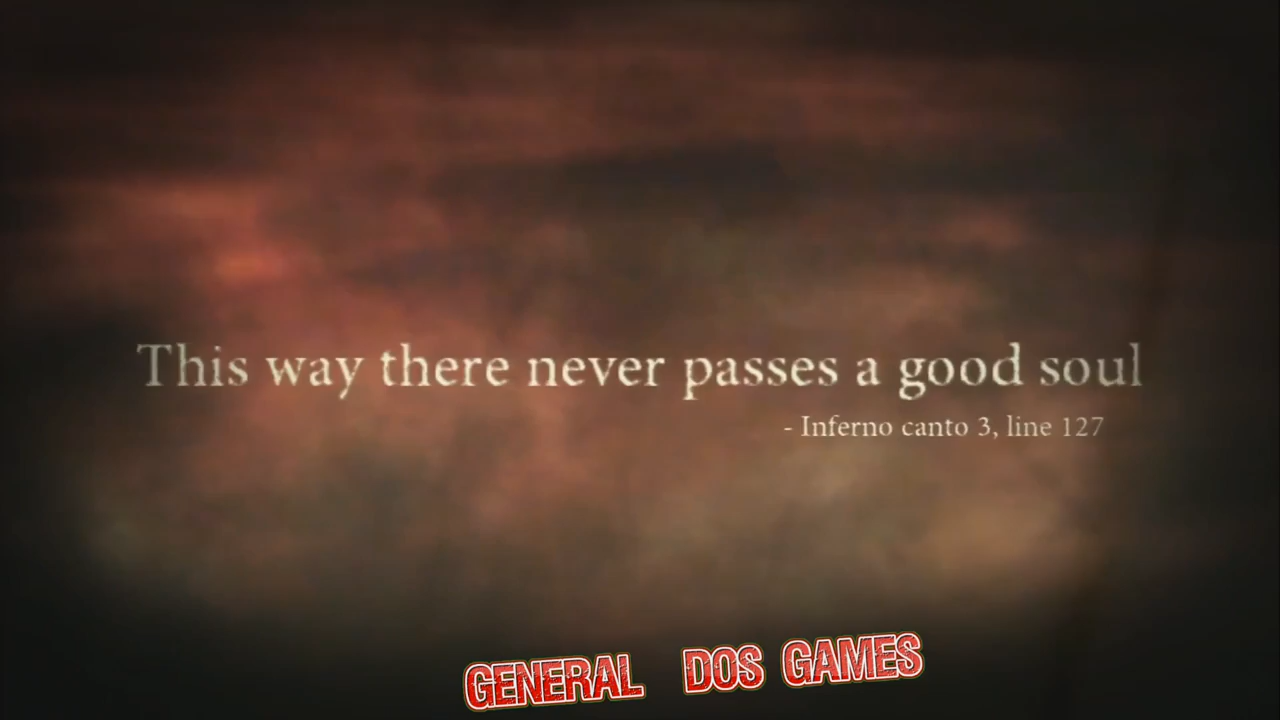 This way there never passes a good soul
- Inferno canto 3, line 127
GENERAL DOS GAMES